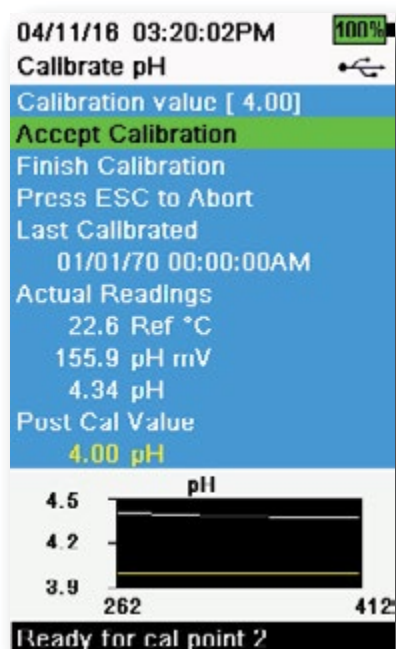 04/11/16 03:20:02PM 100%
Calibrate pH
Calibration value [ 4.00]
Accept Calibration
Finish Calibration
Press ESC to Abort
Last Calibrated
01/01/70 00:00:00AM
Actual Readings
22.6 Ref °C
155.9 pH mV
4.34 pH
Post Cal Value
4.00 pH
pH
4.5
4.2
3.9
262 412
Ready for cal point 2